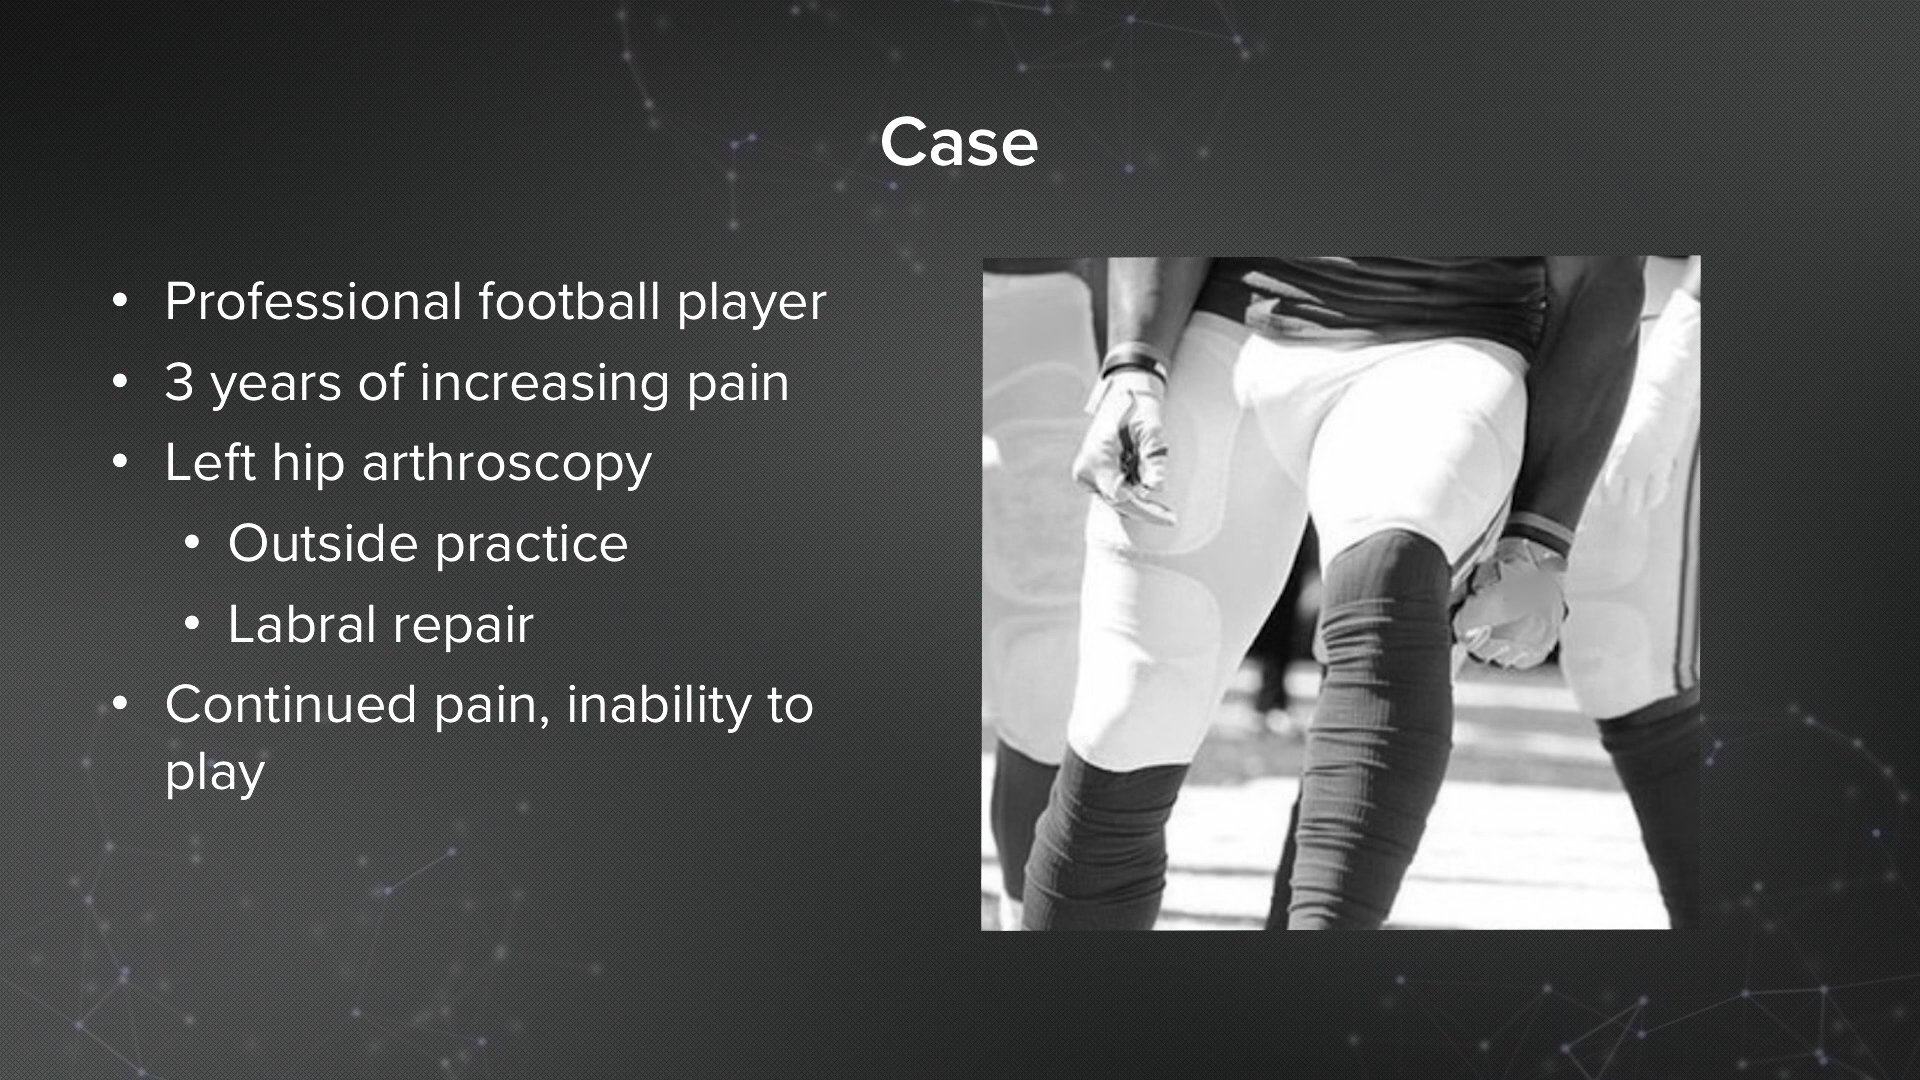 Case
• Professional football player
• 3 years of increasing pain
• Left hip arthroscopy
• Outside practice
• Labral repair
• Continued pain, inability to
play